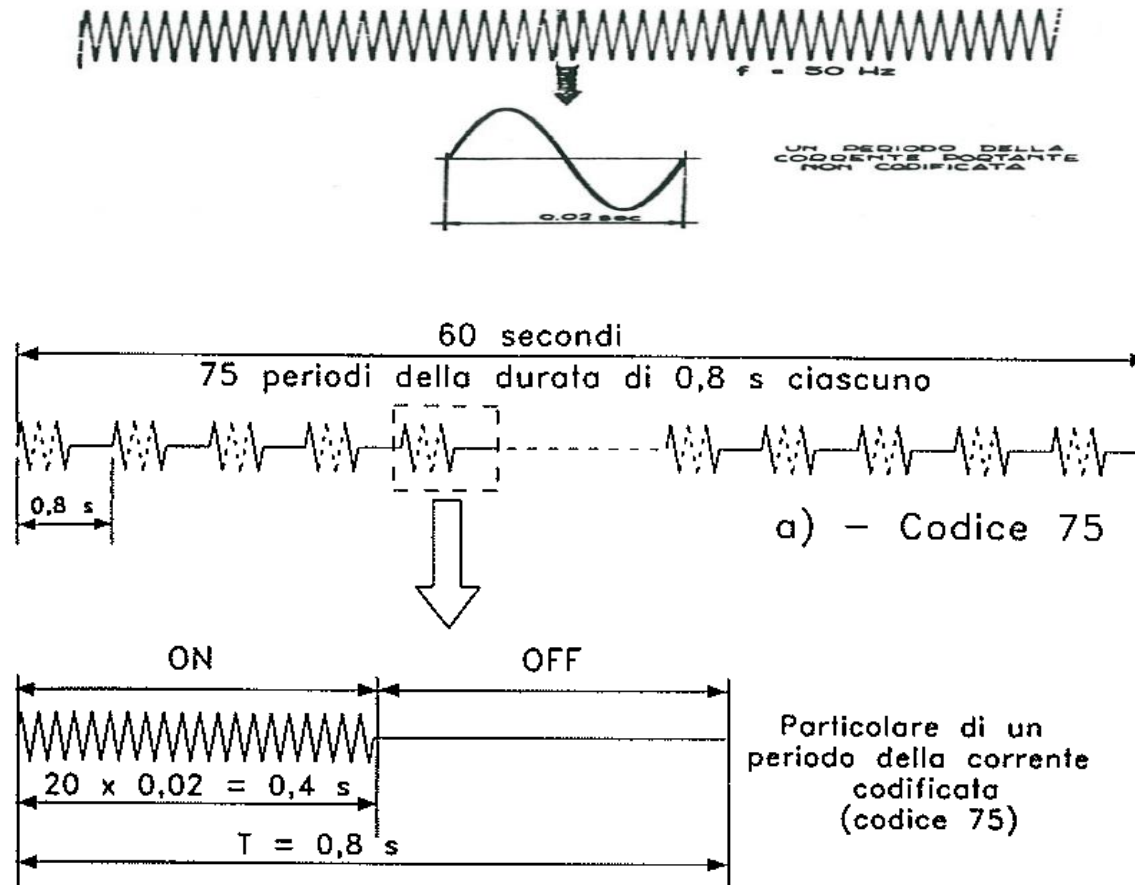 f = 50 Hz
UN PERIODO DELLA
CORRENTE PORTANTE
NON CODIFICATA
0.02 sec
60 secondi
75 periodi della durata di 0,8 s ciascuno
0,8 s
a) – Codice 75
ON
OFF
20 x 0,02 = 0,4 s
T = 0,8 s
Particolare di un
periodo della corrente
codificata
(codice 75)